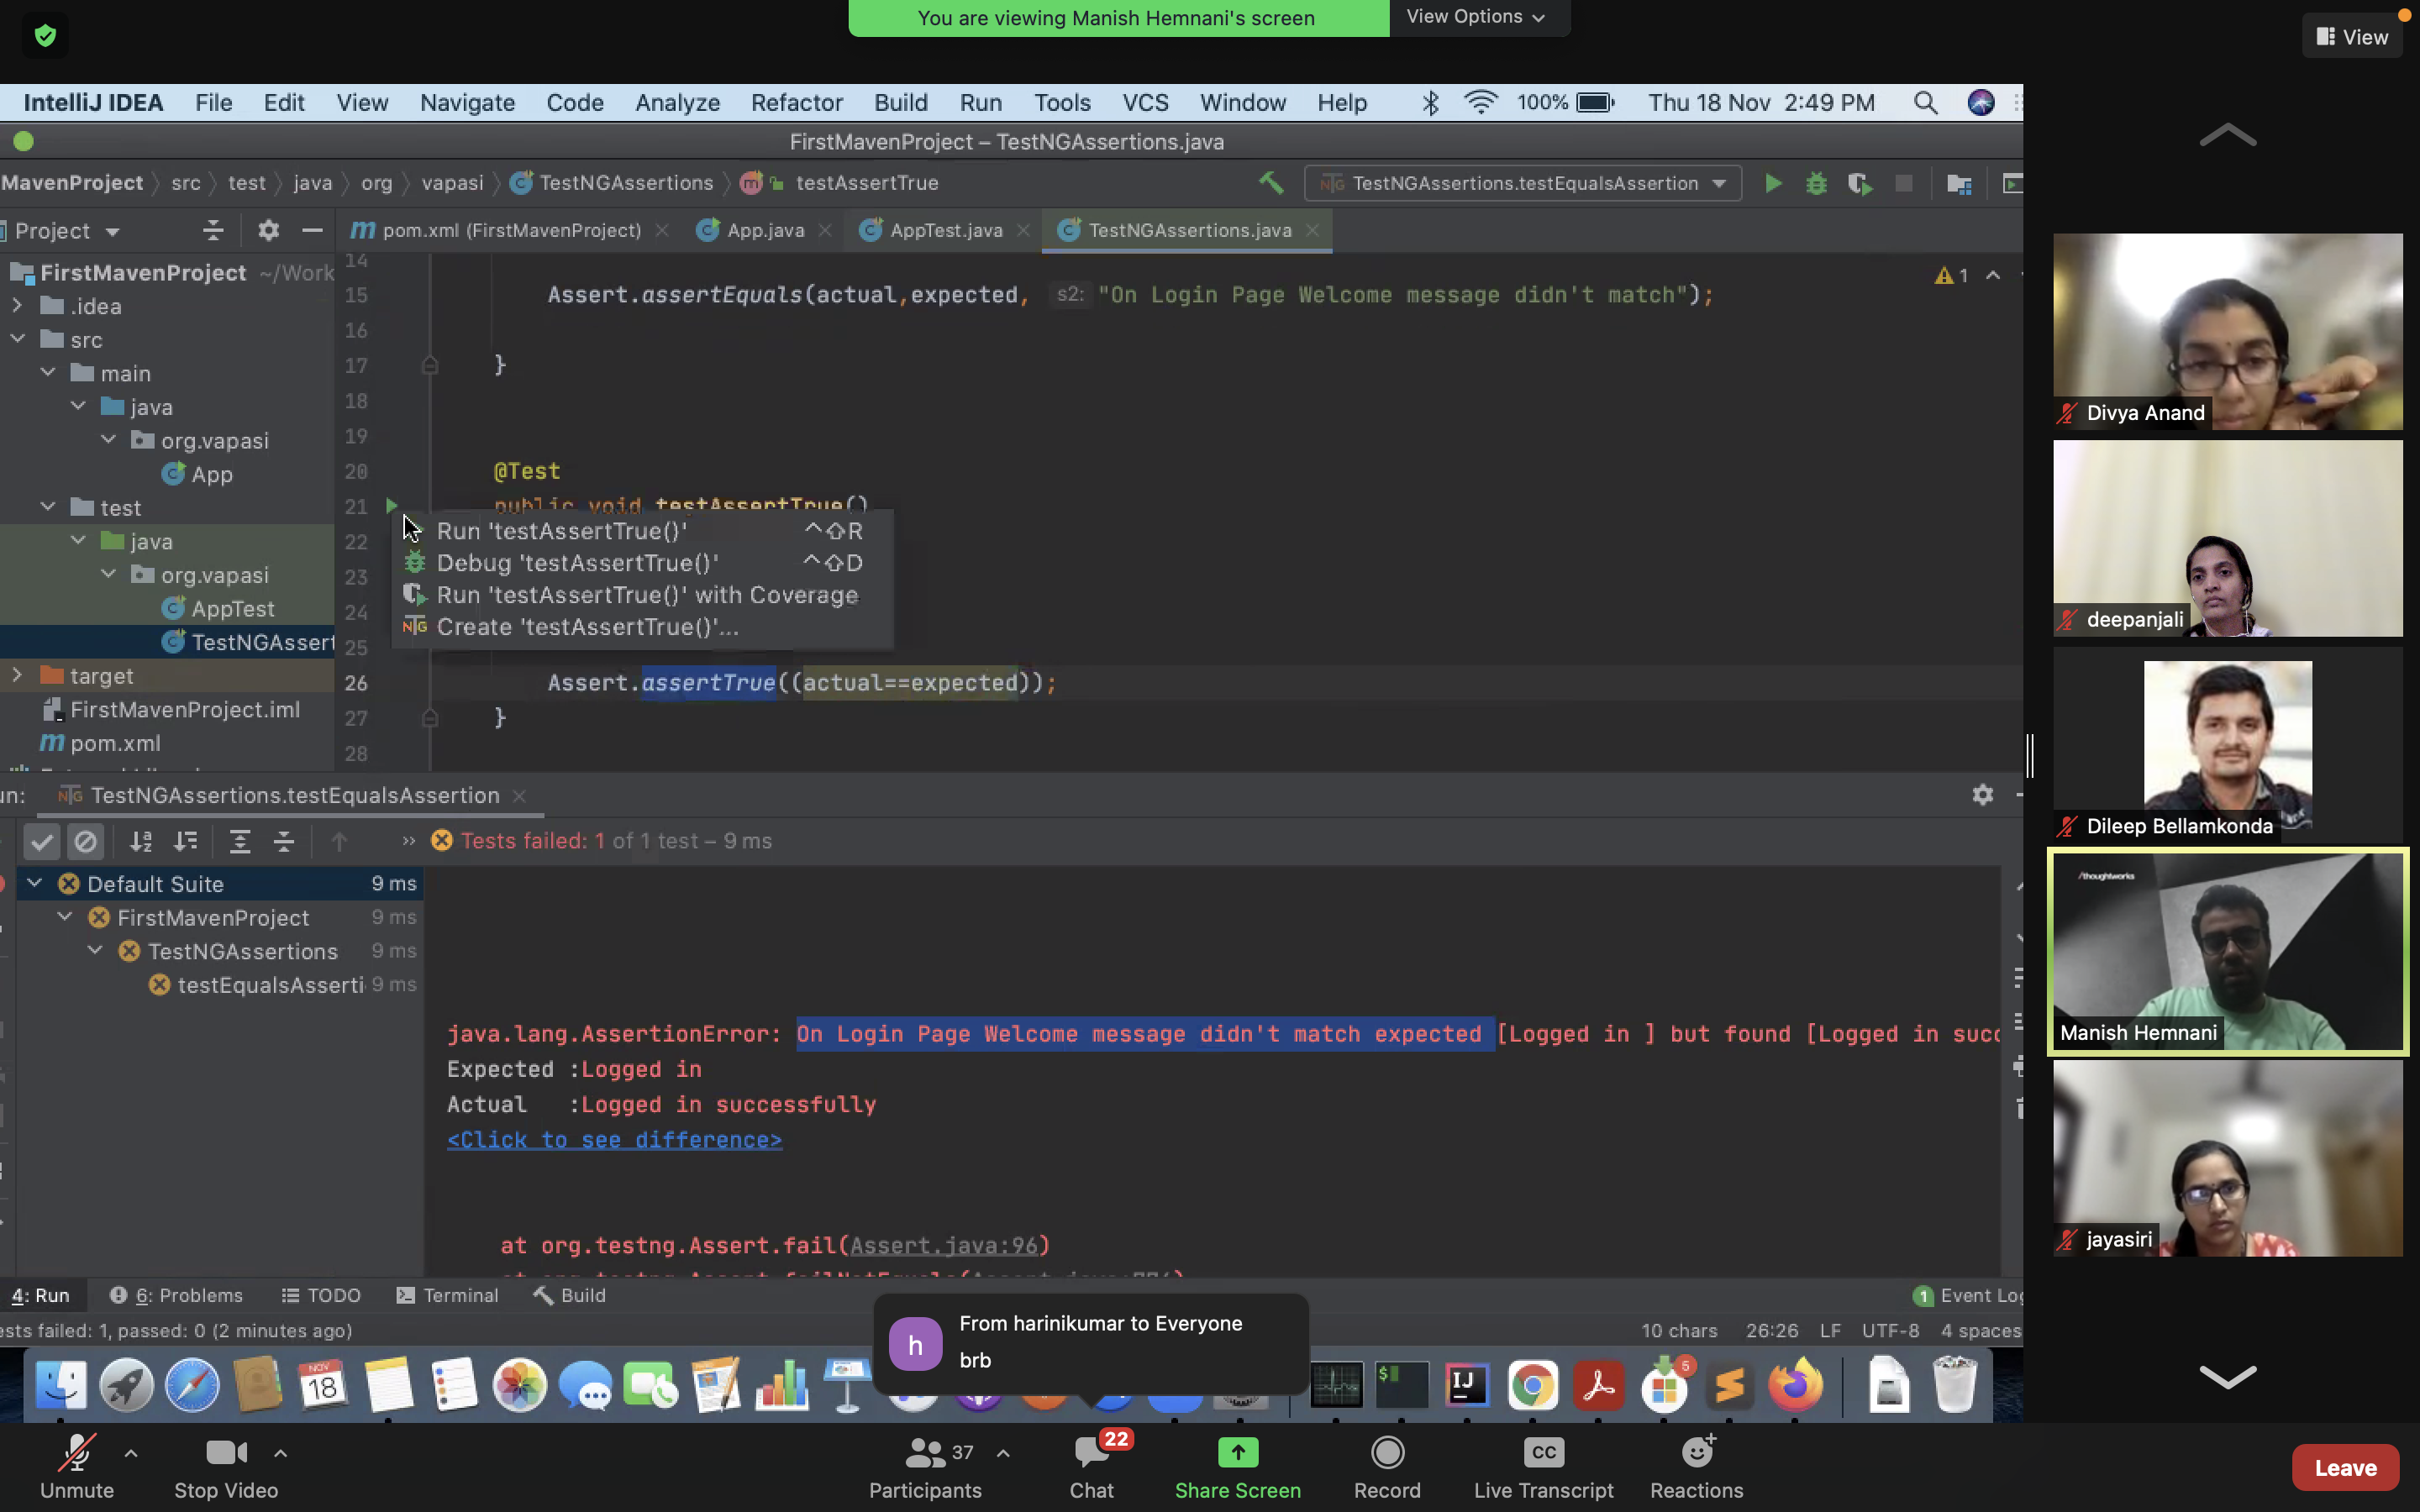 You are viewing Manish Hemnani's screen
View Options
View
IntelliJ IDEA File Edit View Navigate Code Analyze Refactor Build Run Tools VCS Window Help 100% Thu 18 Nov 2:49 PM
FirstMavenProject – TestNGAssertions.java
MavenProject src test java org vapasi TestNGAssertions testAssertTrue
TestNGAssertions.testEqualsAssertion
Project
pom.xml (FirstMavenProject)
App.java
AppTest.java
TestNGAssertions.java
FirstMavenProject ~/Work
.idea
src
main
java
org.vapasi
App
test
java
org.vapasi
AppTest
TestNGAssert
target
FirstMavenProject.iml
pom.xml
14
15 Assert.assertEquals(actual,expected, s2: "On Login Page Welcome message didn't match");
1
16
17 }
18
19
20 @Test
21 public void testAssertTrue()
22
23
24
25
Run 'testAssertTrue()' ^⇧R
Debug 'testAssertTrue()' ^⇧D
Run 'testAssertTrue()' with Coverage
Create 'testAssertTrue()'...
26 Assert.assertTrue((actual==expected));
27 }
28
un: TestNGAssertions.testEqualsAssertion
» Tests failed: 1 of 1 test – 9 ms
Default Suite 9 ms
FirstMavenProject 9 ms
TestNGAssertions 9 ms
testEqualsAsserti 9 ms
java.lang.AssertionError: On Login Page Welcome message didn't match expected [Logged in ] but found [Logged in succ
Expected :Logged in
Actual :Logged in successfully
<Click to see difference>
at org.testng.Assert.fail(Assert.java:96)
4: Run 6: Problems TODO Terminal Build 1 Event Log
ests failed: 1, passed: 0 (2 minutes ago)
10 chars 26:26 LF UTF-8 4 spaces
From harinikumar to Everyone
h
brb
NOV
18
IJ
5
Divya Anand
deepanjali
Dileep Bellamkonda
/thoughtworks
Manish Hemnani
jayasiri
Unmute
Stop Video
37
Participants
22
Chat
Share Screen
Record
CC
Live Transcript
Reactions
Leave